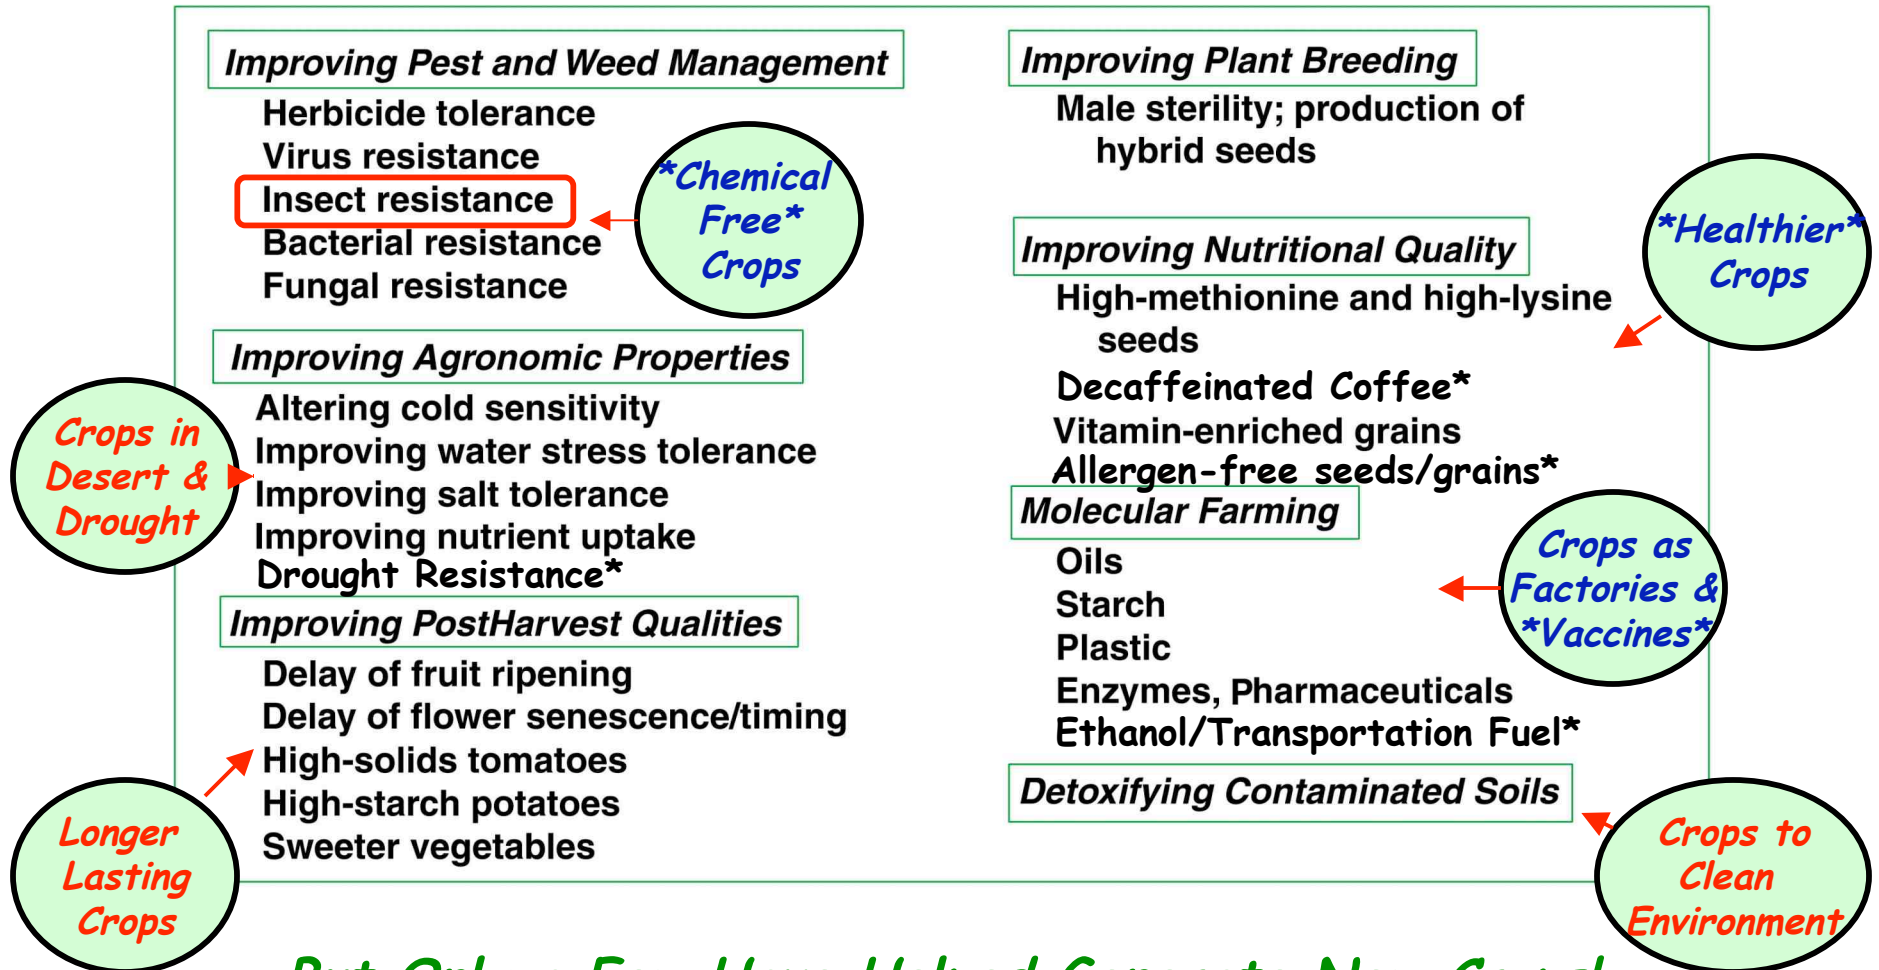 Improving Pest and Weed Management
Herbicide tolerance
Virus resistance
Insect resistance
Bacterial resistance
Fungal resistance
*Chemical
Free*
Crops
Improving Agronomic Properties
Altering cold sensitivity
Improving water stress tolerance
Improving salt tolerance
Improving nutrient uptake
Drought Resistance*
Crops in
Desert &
Drought
Improving PostHarvest Qualities
Delay of fruit ripening
Delay of flower senescence/timing
High-solids tomatoes
High-starch potatoes
Sweeter vegetables
Longer
Lasting
Crops
Improving Plant Breeding
Male sterility; production of
hybrid seeds
Improving Nutritional Quality
High-methionine and high-lysine
seeds
Decaffeinated Coffee*
Vitamin-enriched grains
Allergen-free seeds/grains*
*Healthier*
Crops
Molecular Farming
Oils
Starch
Plastic
Enzymes, Pharmaceuticals
Ethanol/Transportation Fuel*
Crops as
Factories &
*Vaccines*
Detoxifying Contaminated Soils
Crops to
Clean
Environment
But Only a Few Have